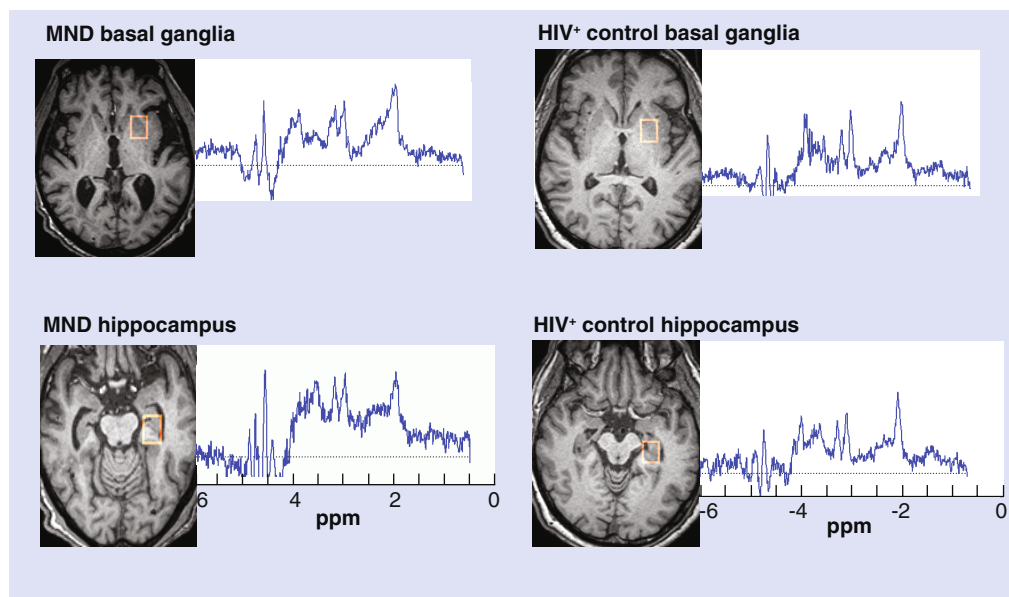 MND basal ganglia
HIV+ control basal ganglia
MND hippocampus
HIV+ control hippocampus
6 4 2 0
ppm
-6 -4 -2 0
ppm